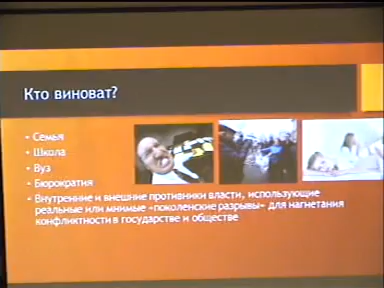 Кто виноват?
• Семья
• Школа
• Вуз
• Бюрократия
• Внутренние и внешние противники власти, использующие
реальные или мнимые «поколенские разрывы» для нагнетания
конфликтности в государстве и обществе